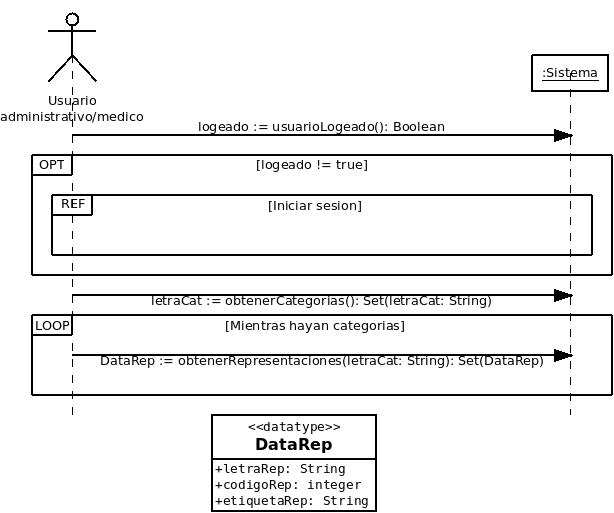 :Sistema
Usuario
administrativo/medico
logeado := usuarioLogeado(): Boolean
OPT
[logeado != true]
REF
[Iniciar sesion]
letraCat := obtenerCategorias(): Set(letraCat: String)
LOOP
[Mientras hayan categorias]
DataRep := obtenerRepresentaciones(letraCat: String): Set(DataRep)
<<datatype>>
DataRep
+letraRep: String
+codigoRep: integer
+etiquetaRep: String